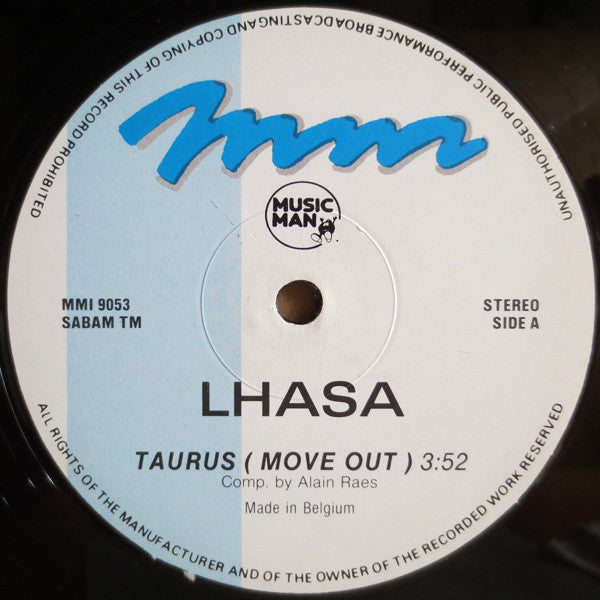 UNAUTHORISED PUBLIC PERFORMANCE BROADCASTING AND COPYING OF THIS RECORD PROHIBITED
mm
MUSIC
MAN
MMI 9053
SABAM TM
STEREO
SIDE A
LHASA
TAURUS ( MOVE OUT ) 3:52
Comp. by Alain Raes
Made in Belgium
ALL RIGHTS OF THE MANUFACTURER AND OF THE OWNER OF THE RECORDED WORK RESERVED